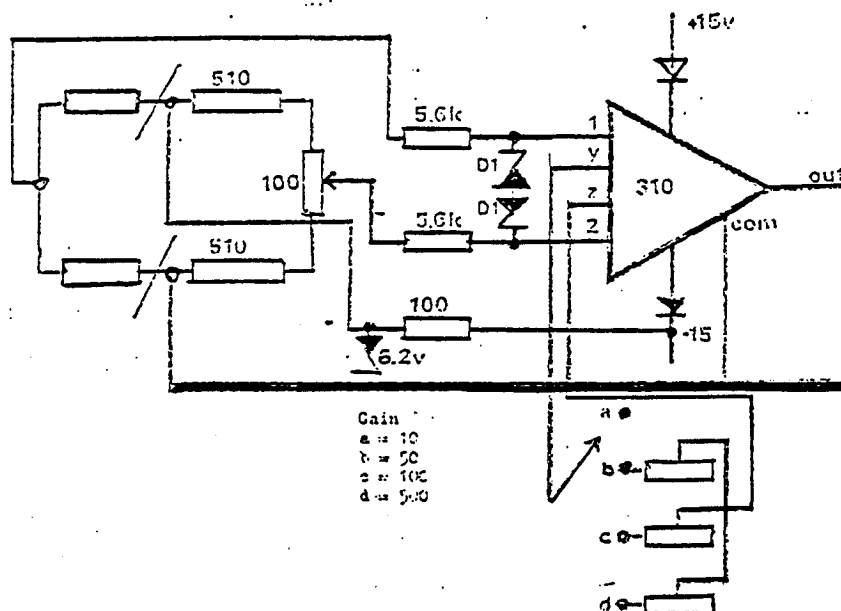 +15v
510
5.6k
1
y
D1
310
100
out
z
D1
com
5.6k
2
510
100
-15
6.2v
Gain
a = 10
b = 50
c = 100
d = 500
a
b
c
d